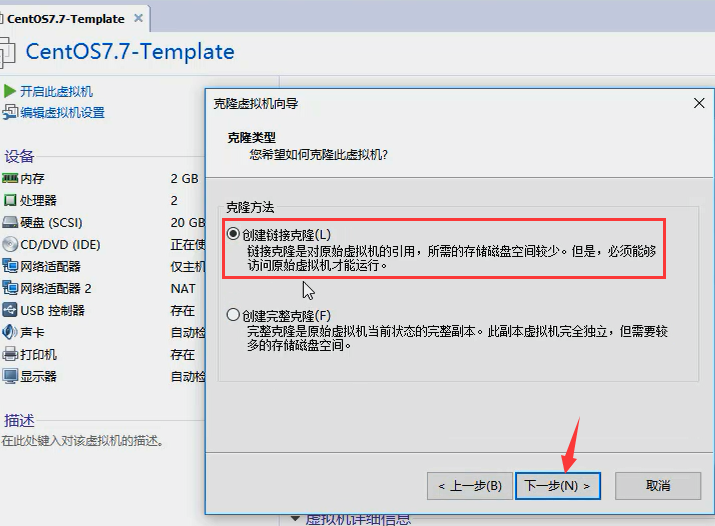 CentOS7.7-Template
CentOS7.7-Template
开启此虚拟机
编辑虚拟机设置
设备
内存 2 GB
处理器 2
硬盘 (SCSI) 20 GB
CD/DVD (IDE) 正在使
网络适配器 仅主机
网络适配器 2 NAT
USB 控制器 存在
声卡 自动检
打印机 存在
显示器 自动检
描述
在此处键入对该虚拟机的描述。
克隆虚拟机向导
克隆类型
您希望如何克隆此虚拟机?
克隆方法
创建链接克隆(L)
链接克隆是对原始虚拟机的引用，所需的存储磁盘空间较少。但是，必须能够
访问原始虚拟机才能运行。
创建完整克隆(F)
完整克隆是原始虚拟机当前状态的完整副本。此副本虚拟机完全独立，但需要较
多的存储磁盘空间。
< 上一步(B) 下一步(N) > 取消
虚拟机详细信息